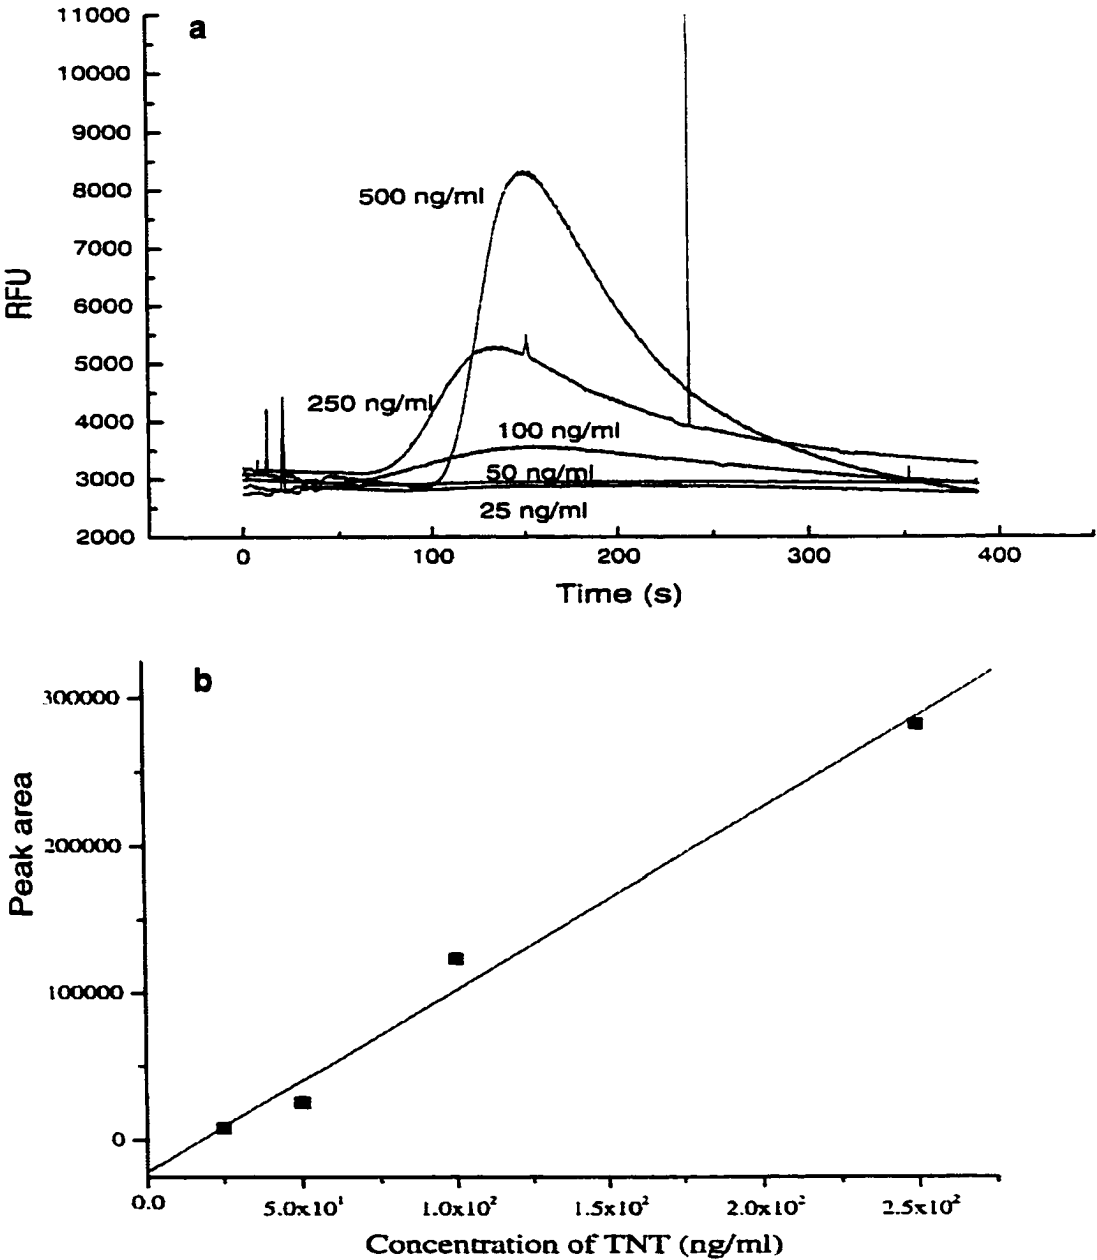 a
11000
10000
9000
8000
7000
6000
5000
4000
3000
2000
RFU
500 ng/ml
250 ng/ml
100 ng/ml
50 ng/ml
25 ng/ml
0 100 200 300 400
Time (s)
b
300000
200000
100000
0
Peak area
0.0 5.0x10¹ 1.0x10² 1.5x10² 2.0x10² 2.5x10²
Concentration of TNT (ng/ml)